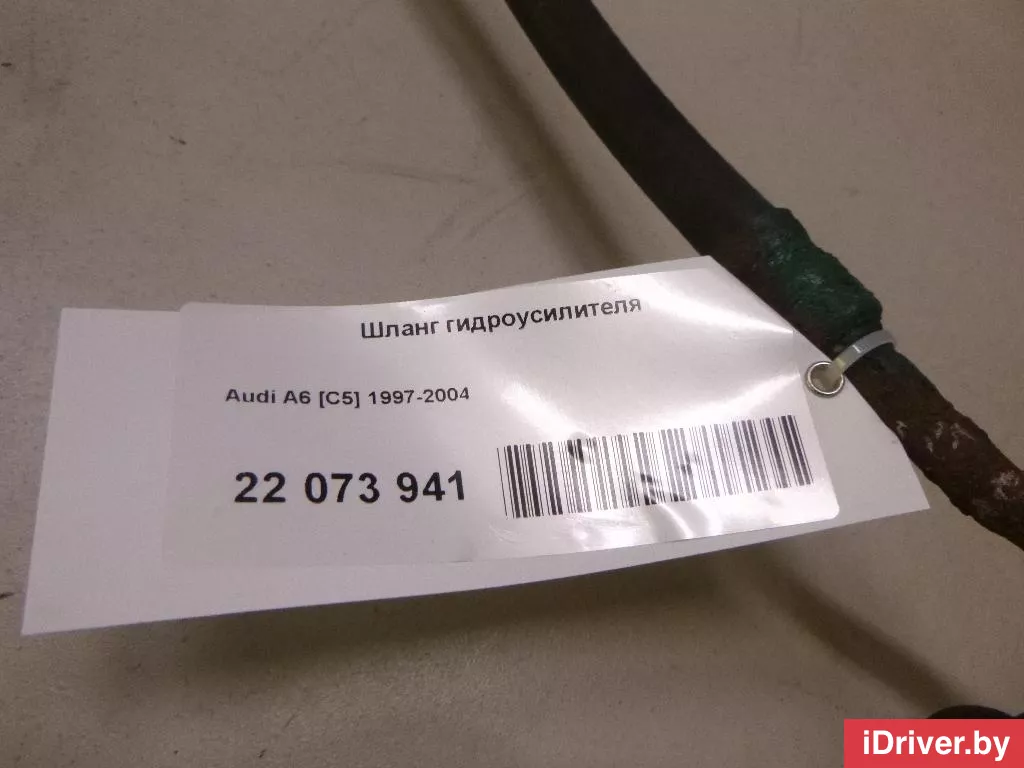 Шланг гидроусилителя
Audi A6 [C5] 1997-2004
22 073 941
iDriver.by